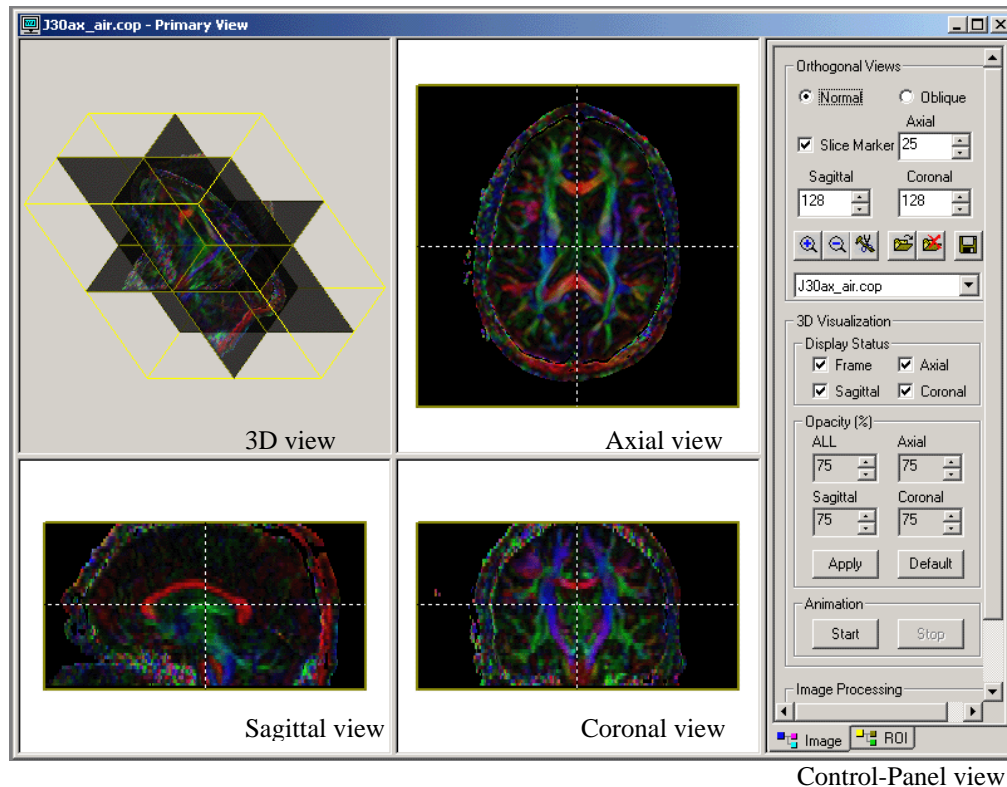 J30ax_air.cop - Primary View
3D view
Axial view
Sagittal view
Coronal view
Orthogonal Views
Normal
Oblique
Axial
Slice Marker
25
Sagittal
Coronal
128
128
J30ax_air.cop
3D Visualization
Display Status
Frame
Axial
Sagittal
Coronal
Opacity (%)
ALL
Axial
75
75
Sagittal
Coronal
75
75
Apply
Default
Animation
Start
Stop
Image Processing
Image
ROI
Control-Panel view